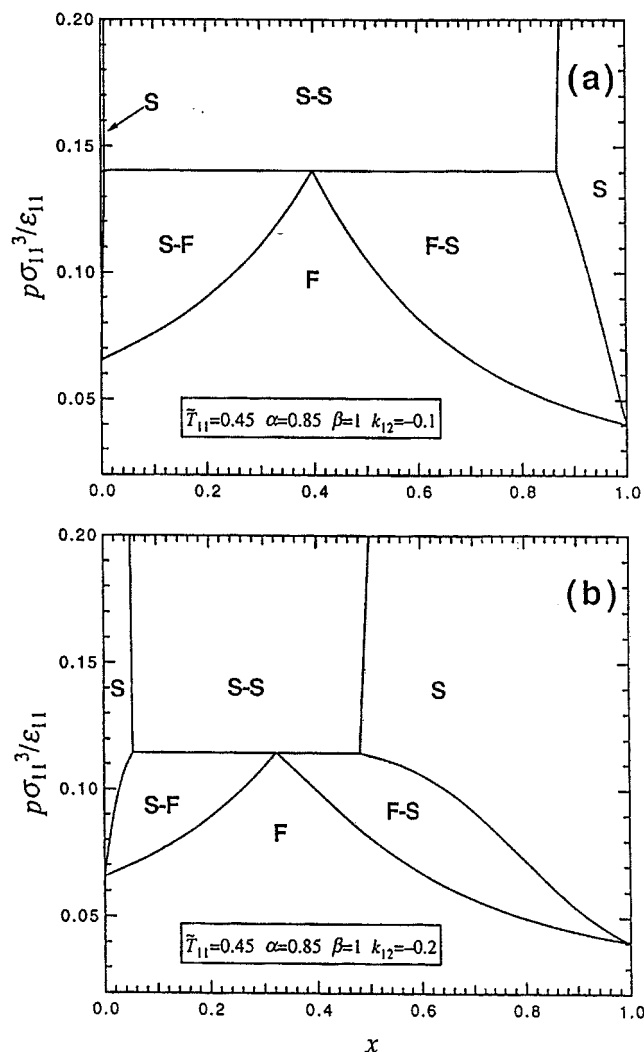 0.20
(a)
S
S-S
0.15
S
pσ₁₁³/ε₁₁
S-F
F-S
0.10
F
0.05
T̃₁₁=0.45 α=0.85 β=1 k₁₂=−0.1
0.0 0.2 0.4 0.6 0.8 1.0
0.20
(b)
0.15
S S-S S
pσ₁₁³/ε₁₁
0.10
S-F F-S
F
0.05
T̃₁₁=0.45 α=0.85 β=1 k₁₂=−0.2
0.0 0.2 0.4 0.6 0.8 1.0
x